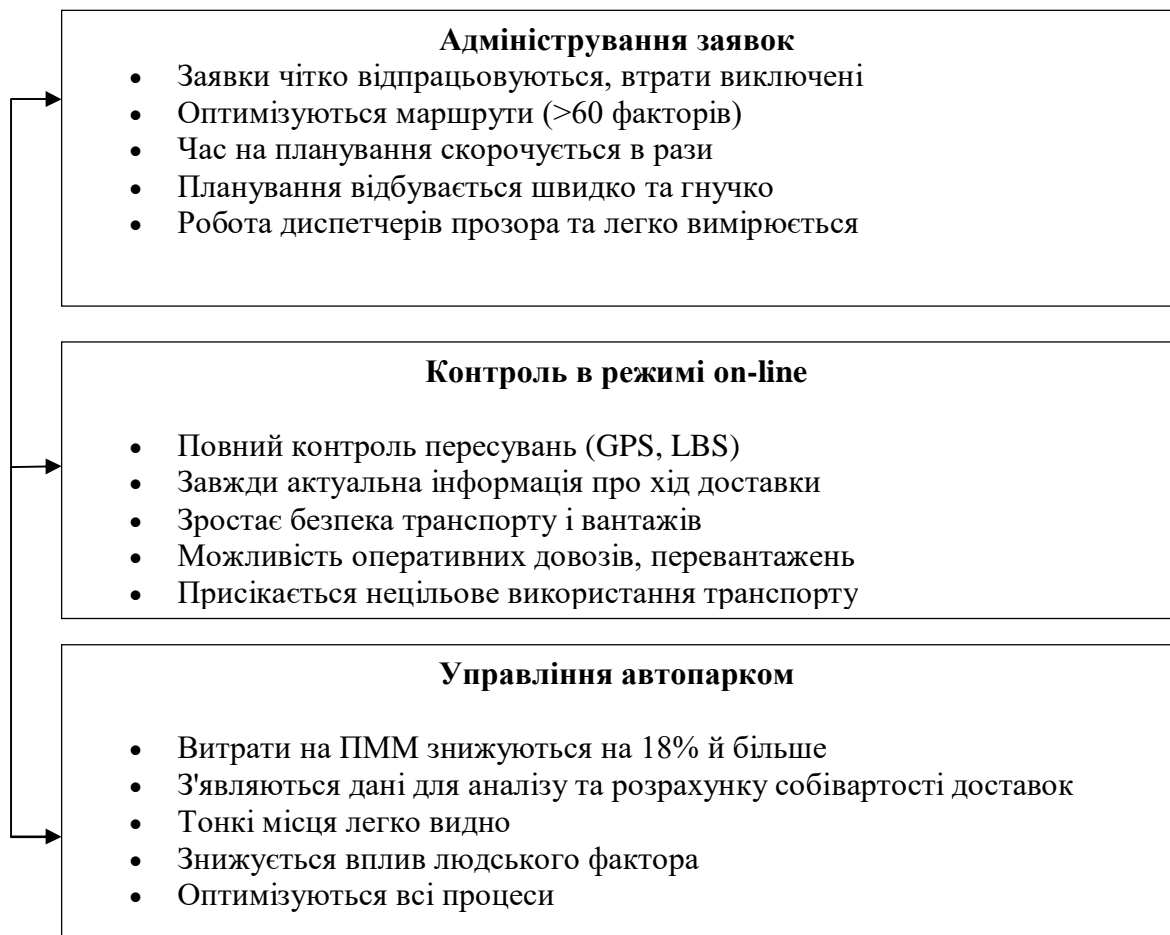 Адміністрування заявок
• Заявки чітко відпрацьовуються, втрати виключені
• Оптимізуються маршрути (>60 факторів)
• Час на планування скорочується в рази
• Планування відбувається швидко та гнучко
• Робота диспетчерів прозора та легко вимірюється
Контроль в режимі on-line
• Повний контроль пересувань (GPS, LBS)
• Завжди актуальна інформація про хід доставки
• Зростає безпека транспорту і вантажів
• Можливість оперативних довозів, перевантажень
• Присікається нецільове використання транспорту
Управління автопарком
• Витрати на ПММ знижуються на 18% й більше
• З'являються дані для аналізу та розрахунку собівартості доставок
• Тонкі місця легко видно
• Знижується вплив людського фактора
• Оптимізуються всі процеси